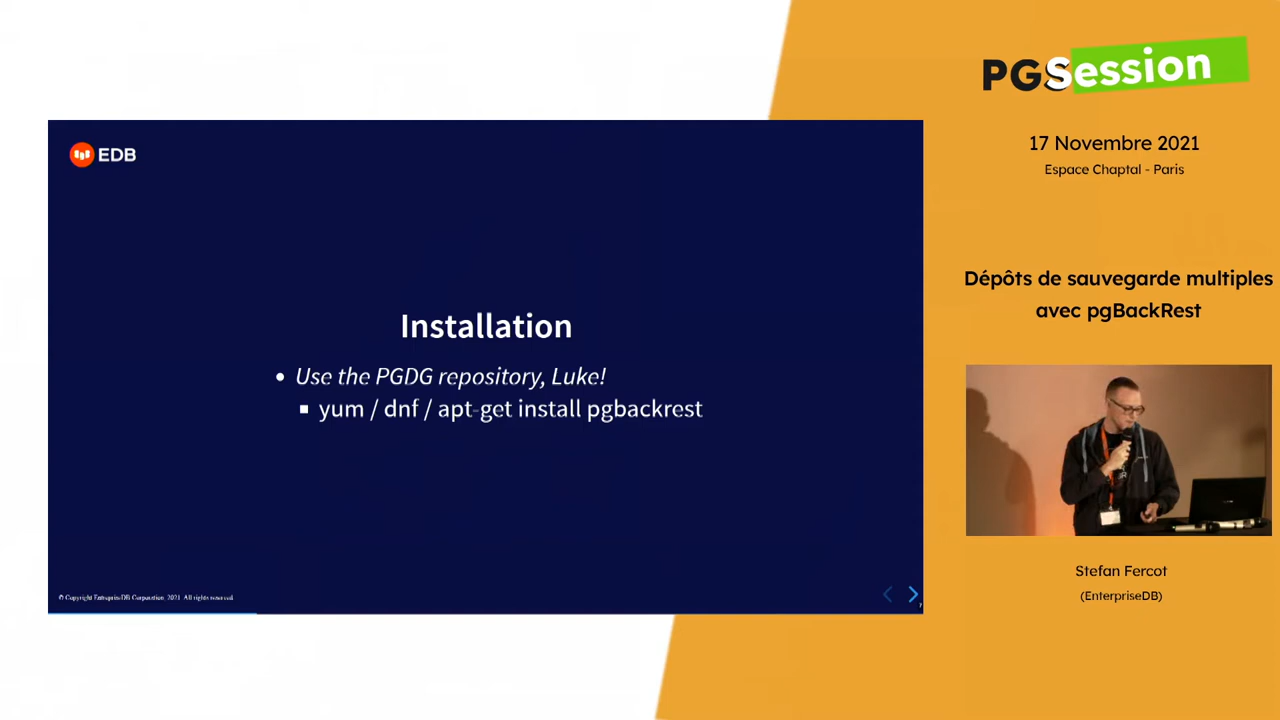 PGSession
17 Novembre 2021
Espace Chaptal - Paris
EDB
Dépôts de sauvegarde multiples
avec pgBackRest
Installation
• Use the PGDG repository, Luke!
▪ yum / dnf / apt-get install pgbackrest
Stefan Fercot
(EnterpriseDB)
© Copyright EnterpriseDB Corporation, 2021. All rights reserved.
7